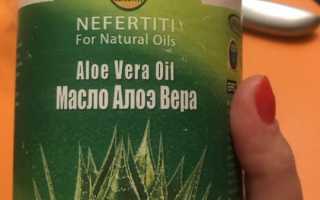 NEFERTITI
For Natural Oils
Aloe Vera Oil
Масло Алоэ Вера